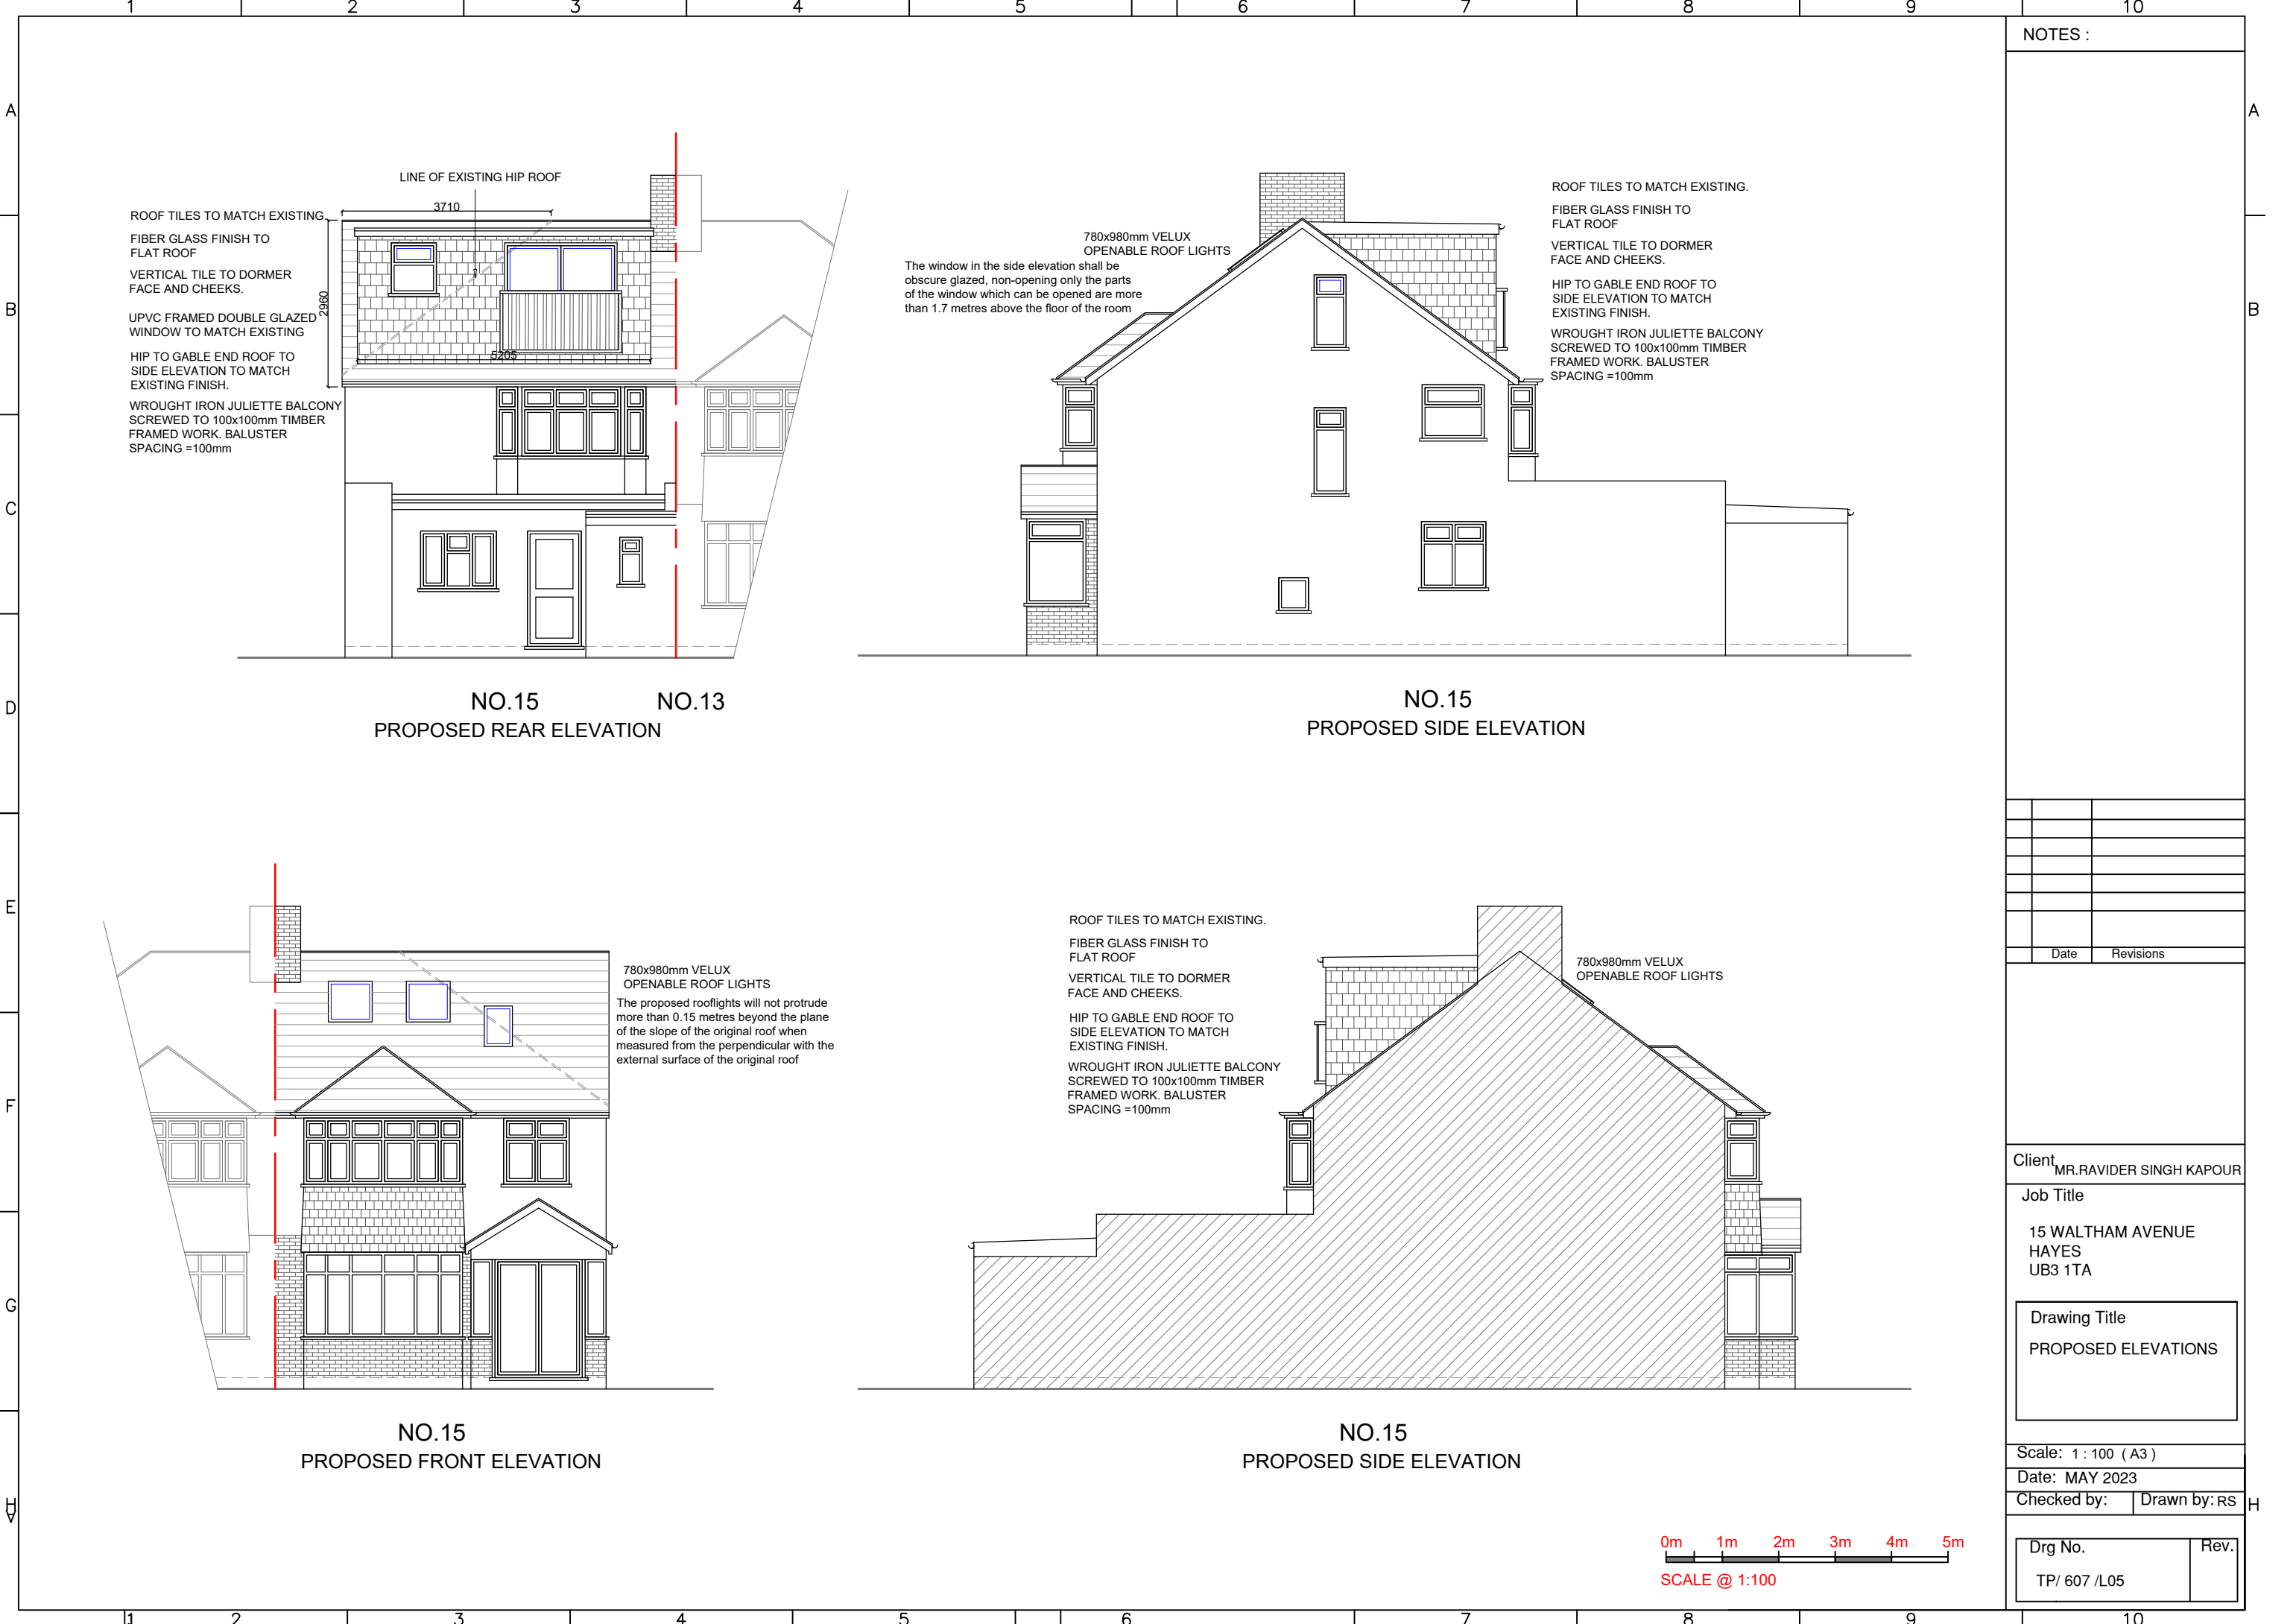 1 2 3 4 5 6 7 8 9 10
A
B
C
D
E
F
G
H
A
A
B
H
1 2 3 4 5 6 7 8 9 10
LINE OF EXISTING HIP ROOF
3710
2960
5205
ROOF TILES TO MATCH EXISTING.
FIBER GLASS FINISH TO
FLAT ROOF
VERTICAL TILE TO DORMER
FACE AND CHEEKS.
UPVC FRAMED DOUBLE GLAZED
WINDOW TO MATCH EXISTING
HIP TO GABLE END ROOF TO
SIDE ELEVATION TO MATCH
EXISTING FINISH.
WROUGHT IRON JULIETTE BALCONY
SCREWED TO 100x100mm TIMBER
FRAMED WORK. BALUSTER
SPACING =100mm
NO.15 NO.13
PROPOSED REAR ELEVATION
780x980mm VELUX
OPENABLE ROOF LIGHTS
The window in the side elevation shall be
obscure glazed, non-opening only the parts
of the window which can be opened are more
than 1.7 metres above the floor of the room
ROOF TILES TO MATCH EXISTING.
FIBER GLASS FINISH TO
FLAT ROOF
VERTICAL TILE TO DORMER
FACE AND CHEEKS.
HIP TO GABLE END ROOF TO
SIDE ELEVATION TO MATCH
EXISTING FINISH.
WROUGHT IRON JULIETTE BALCONY
SCREWED TO 100x100mm TIMBER
FRAMED WORK. BALUSTER
SPACING =100mm
NO.15
PROPOSED SIDE ELEVATION
780x980mm VELUX
OPENABLE ROOF LIGHTS
The proposed rooflights will not protrude
more than 0.15 metres beyond the plane
of the slope of the original roof when
measured from the perpendicular with the
external surface of the original roof
NO.15
PROPOSED FRONT ELEVATION
ROOF TILES TO MATCH EXISTING.
FIBER GLASS FINISH TO
FLAT ROOF
VERTICAL TILE TO DORMER
FACE AND CHEEKS.
HIP TO GABLE END ROOF TO
SIDE ELEVATION TO MATCH
EXISTING FINISH.
WROUGHT IRON JULIETTE BALCONY
SCREWED TO 100x100mm TIMBER
FRAMED WORK. BALUSTER
SPACING =100mm
780x980mm VELUX
OPENABLE ROOF LIGHTS
NO.15
PROPOSED SIDE ELEVATION
0m 1m 2m 3m 4m 5m
SCALE @ 1:100
NOTES :
Date Revisions
Client MR.RAVIDER SINGH KAPOUR
Job Title
15 WALTHAM AVENUE
HAYES
UB3 1TA
Drawing Title
PROPOSED ELEVATIONS
Scale: 1 : 100 ( A3 )
Date: MAY 2023
Checked by: Drawn by: RS
Drg No. Rev.
TP/ 607 /L05